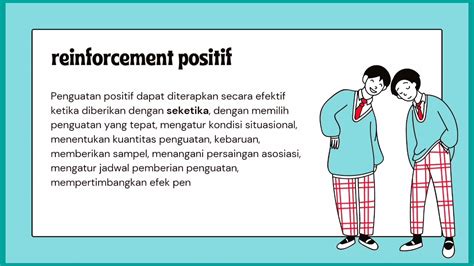 reinforcement positif
Penguatan positif dapat diterapkan secara efektif
ketika diberikan dengan seketika, dengan memilih
penguatan yang tepat, mengatur kondisi situasional,
menentukan kuantitas penguatan, kebaruan,
memberikan sampel, menangani persaingan asosiasi,
mengatur jadwal pemberian penguatan,
mempertimbangkan efek pen